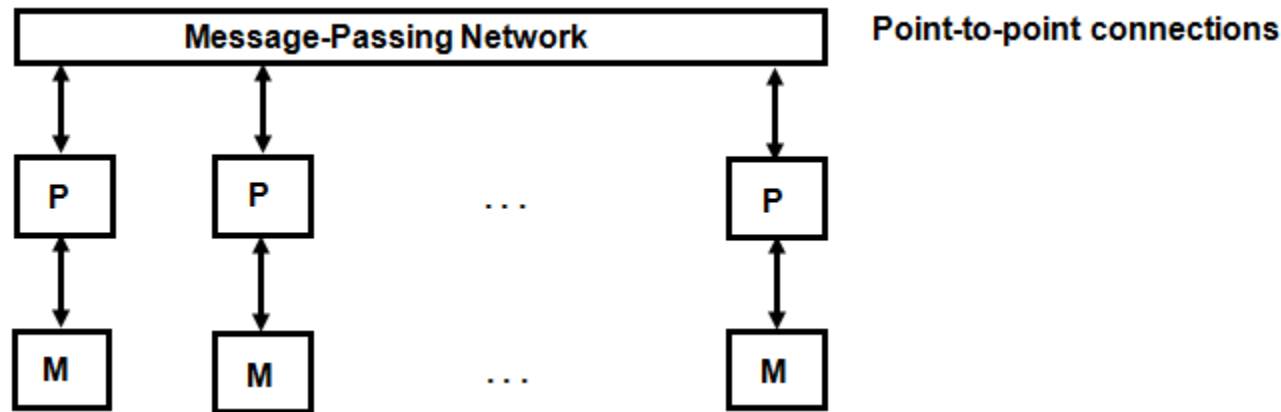 Message-Passing Network
Point-to-point connections
P
P
. . .
P
M
M
. . .
M